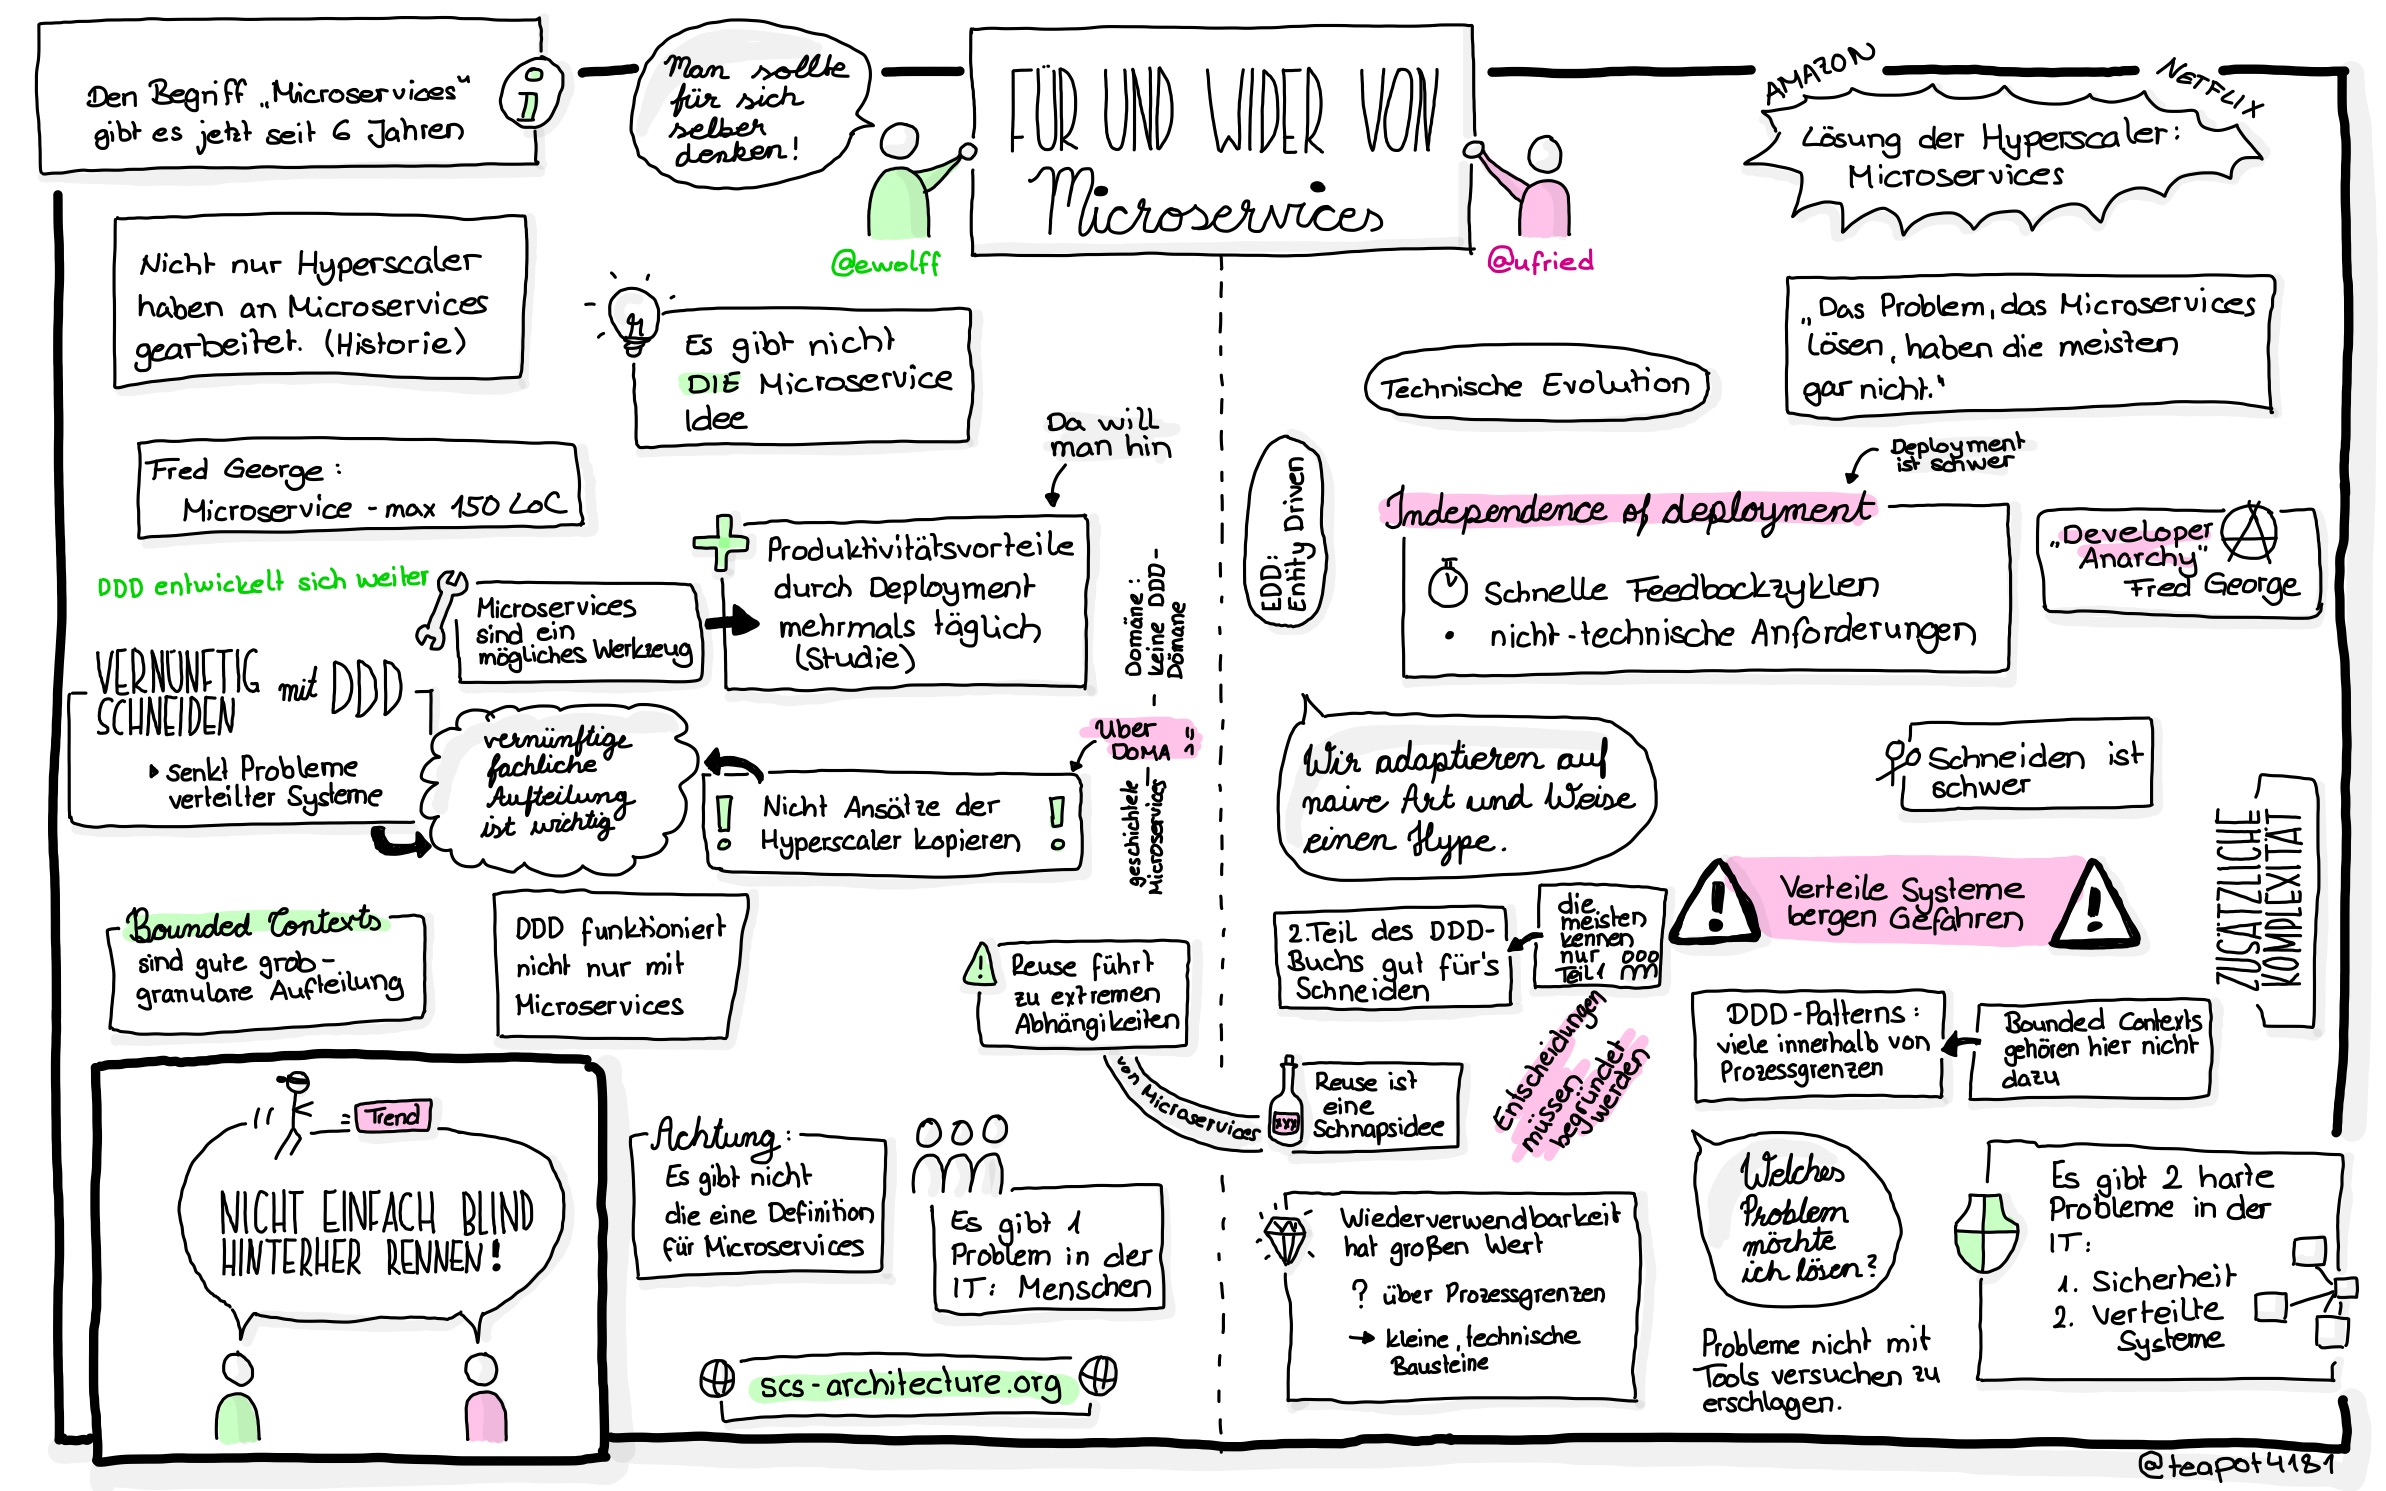 Den Begriff „Microservices“
gibt es jetzt seit 6 Jahren
i
Man sollte
für sich
selber
denken!
FÜR UND WIDER VON
Microservices
@ewolff
@ufried
AMAZON
NETFLIX
Lösung der Hyperscaler:
Microservices
Nicht nur Hyperscaler
haben an Microservices
gearbeitet. (Historie)
Es gibt nicht
DIE Microservice
Idee
Fred George:
Microservice - max 150 LoC
DDD entwickelt sich weiter
Microservices
sind ein
mögliches Werkzeug
Da will
man hin
Produktivitätsvorteile
durch Deployment
mehrmals täglich
(Studie)
VERNÜNFTIG
SCHNEIDEN
mit DDD
senkt Probleme
verteilter Systeme
vernünftige
fachliche
Aufteilung
ist wichtig
! Nicht Ansätze der
Hyperscaler kopieren !
Domäne:
keine DDD-
Dömäne
Uber
DOMA =
geschichtete
Microservices
Bounded Contexts
sind gute grob-
granulare Aufteilung
DDD funktioniert
nicht nur mit
Microservices
! Reuse führt
zu extremen
Abhängikeiten
von Microservices
= Trend
NICHT EINFACH BLIND
HINTERHER RENNEN!
Achtung:
Es gibt nicht
die eine Definition
für Microservices
Es gibt 1
Problem in der
IT: Menschen
scs-architecture.org
„Das Problem, das Microservices
lösen, haben die meisten
gar nicht.“
Technische Evolution
EDD:
Entity Driven
Deployment
ist schwer
Independence of deployment
Schnelle Feedbackzyklen
• nicht-technische Anforderungen
„Developer
Anarchy“
Fred George
Wir adaptieren auf
naive Art und Weise
einen Hype.
Schneiden ist
schwer
ZUSÄTZLICHE
KOMPLEXITÄT
! Verteile Systeme
bergen Gefahren !
2. Teil des DDD-
Buchs gut für's
Schneiden
die
meisten
kennen
nur
Teil 1
Entscheidungen
müssen
begründet
werden
DDD-Patterns:
viele innerhalb von
Prozessgrenzen
Bounded Contexts
gehören hier nicht
dazu
xxx
Reuse ist
eine
Schnapsidee
Wiederverwendbarkeit
hat großen Wert
? über Prozessgrenzen
→ kleine, technische
Bausteine
Welches
Problem
möchte
ich lösen?
Probleme nicht mit
Tools versuchen zu
erschlagen.
Es gibt 2 harte
Probleme in der
IT:
1. Sicherheit
2. Verteilte
Systeme
@teapot4181